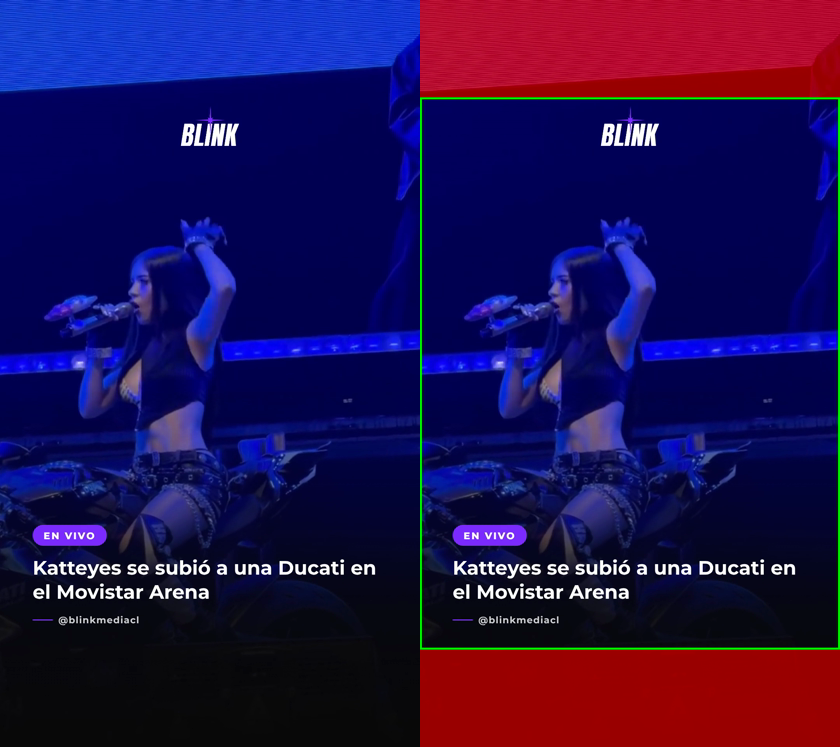 BLINK
EN VIVO
Katteyes se subió a una Ducati en
el Movistar Arena
@blinkmediacl
BLINK
EN VIVO
Katteyes se subió a una Ducati en
el Movistar Arena
@blinkmediacl